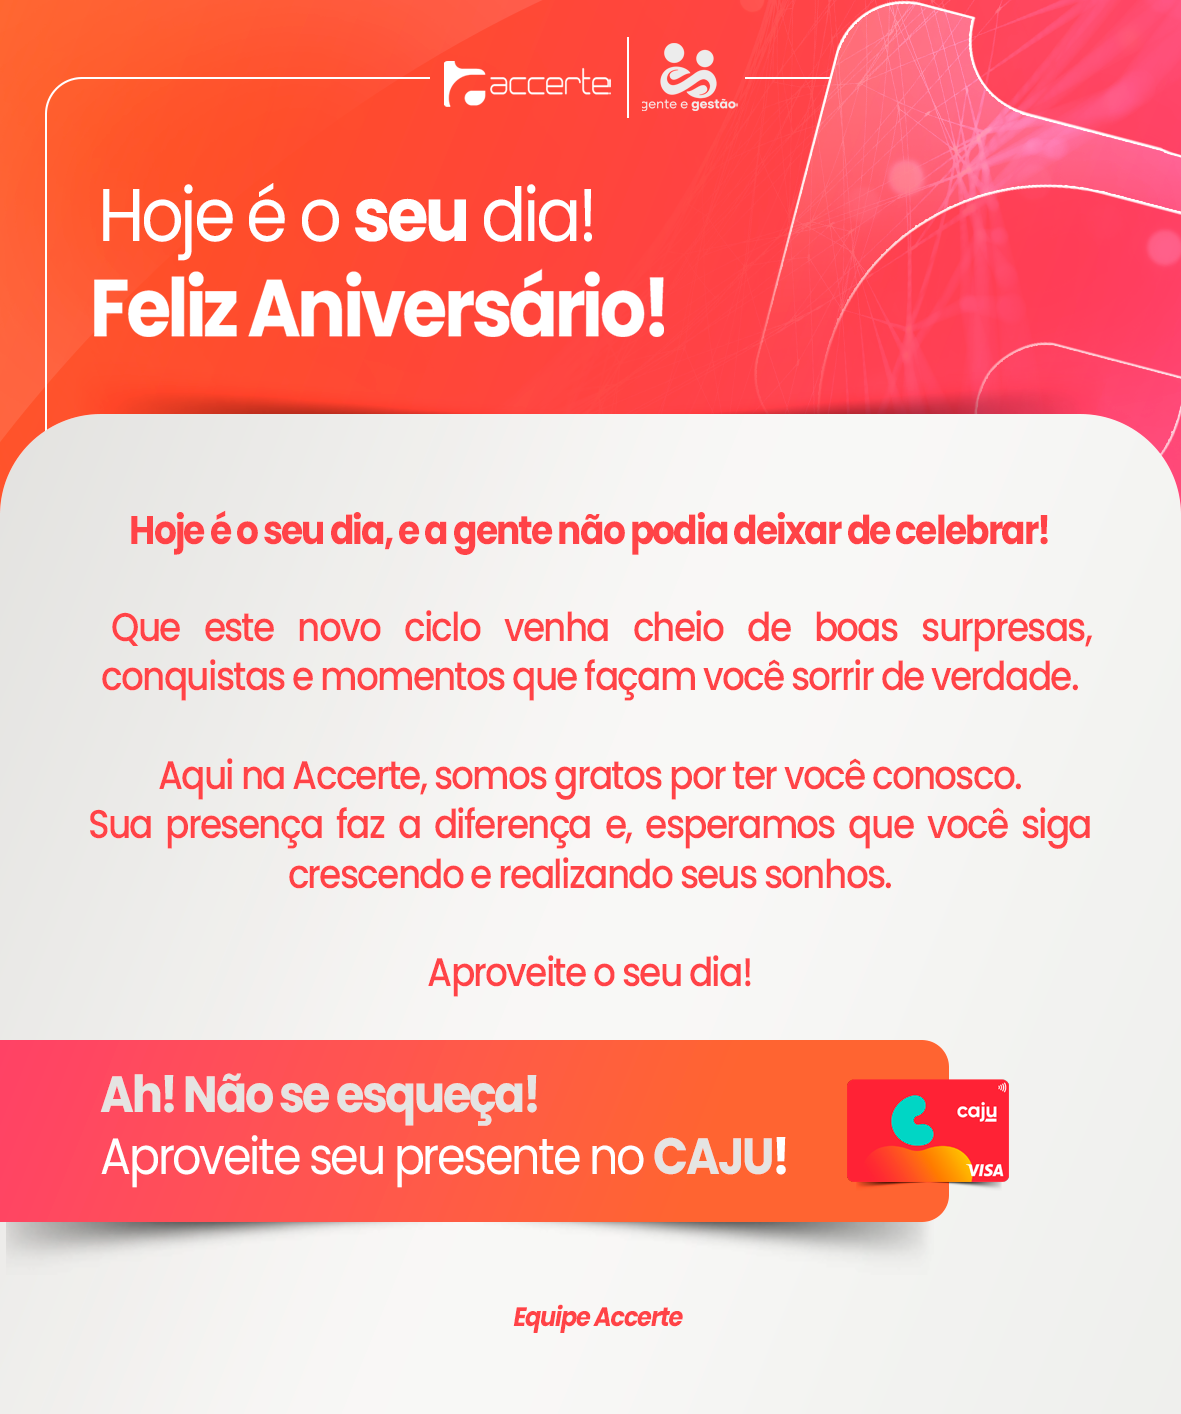 accerte
gente e gestão
Hoje é o seu dia!
Feliz Aniversário!
Hoje é o seu dia, e a gente não podia deixar de celebrar!
Que este novo ciclo venha cheio de boas surpresas,
conquistas e momentos que façam você sorrir de verdade.
Aqui na Accerte, somos gratos por ter você conosco.
Sua presença faz a diferença e, esperamos que você siga
crescendo e realizando seus sonhos.
Aproveite o seu dia!
Ah! Não se esqueça!
Aproveite seu presente no CAJU!
caju
VISA
Equipe Accerte